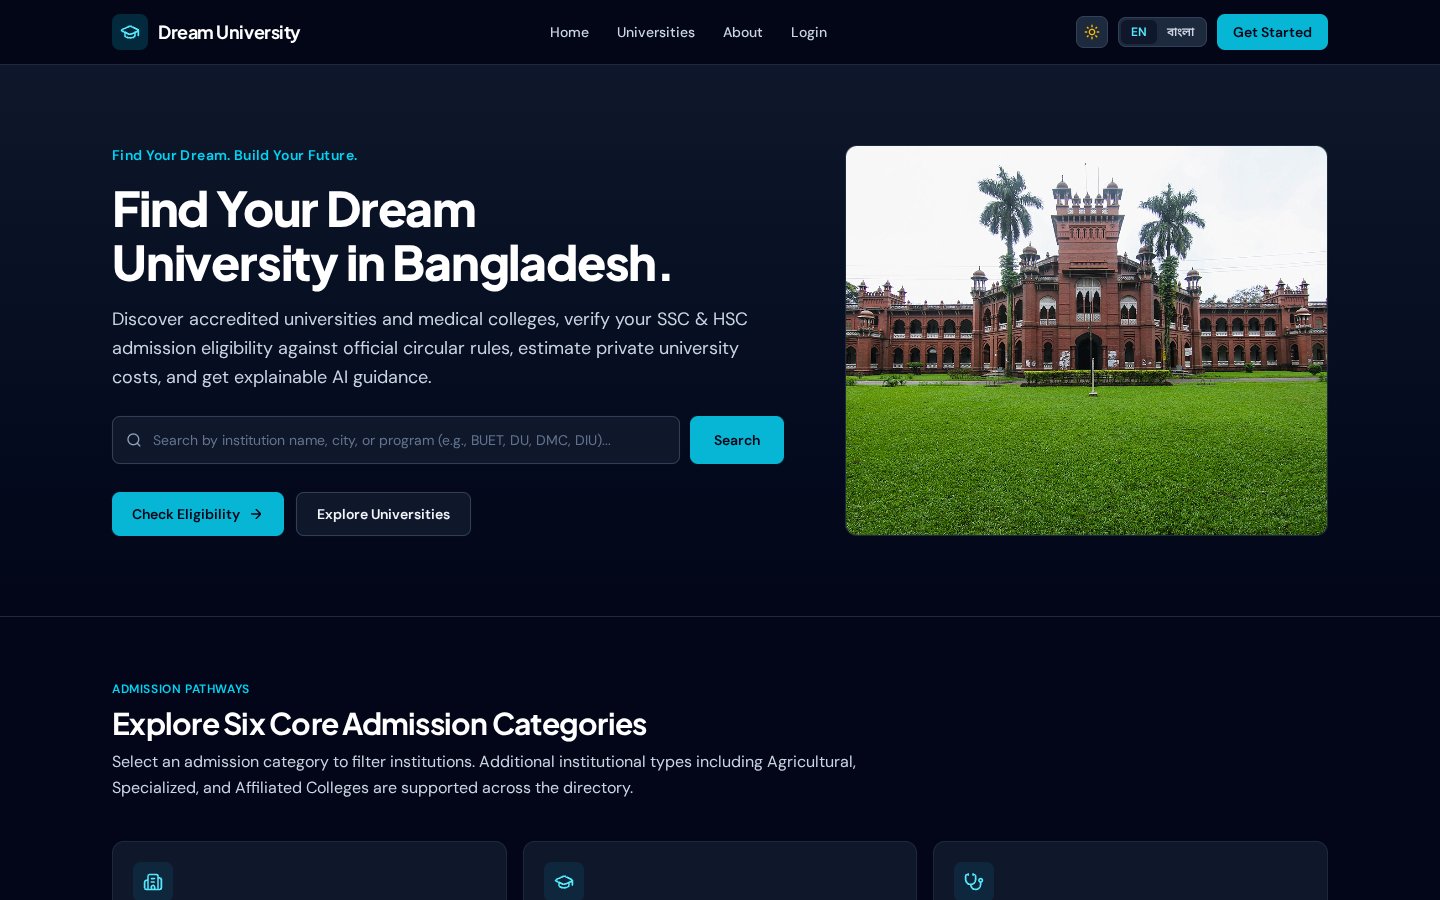 Dream University
Home
Universities
About
Login
EN
বাংলা
Get Started
Find Your Dream. Build Your Future.
Find Your Dream
University in Bangladesh.
Discover accredited universities and medical colleges, verify your SSC & HSC
admission eligibility against official circular rules, estimate private university
costs, and get explainable AI guidance.
Search by institution name, city, or program (e.g., BUET, DU, DMC, DIU)...
Search
Check Eligibility
Explore Universities
ADMISSION PATHWAYS
Explore Six Core Admission Categories
Select an admission category to filter institutions. Additional institutional types including Agricultural,
Specialized, and Affiliated Colleges are supported across the directory.